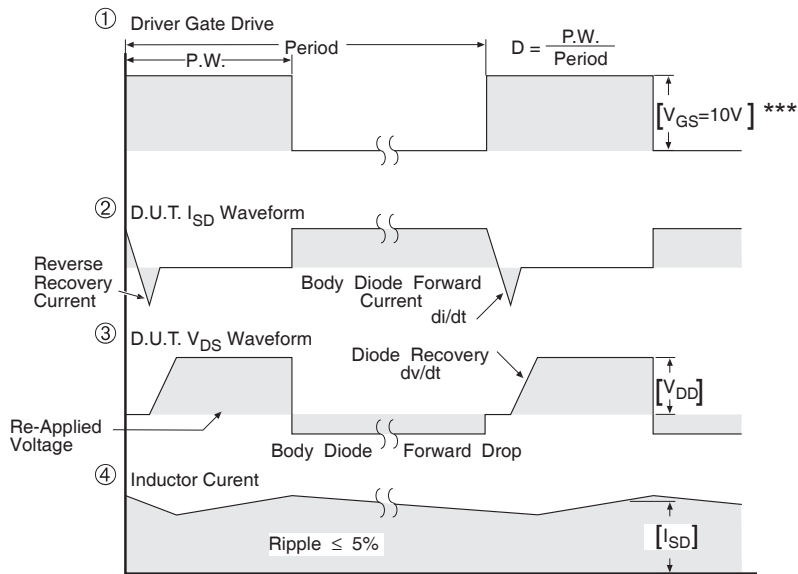 ① Driver Gate Drive
P.W.
Period
D = P.W. / Period
[VGS=10V] ***
② D.U.T. ISD Waveform
Reverse
Recovery
Current
Body Diode Forward
Current
di/dt
③ D.U.T. VDS Waveform
Diode Recovery
dv/dt
[VDD]
Re-Applied
Voltage
Body Diode Forward Drop
④ Inductor Curent
Ripple ≤ 5%
[ISD]